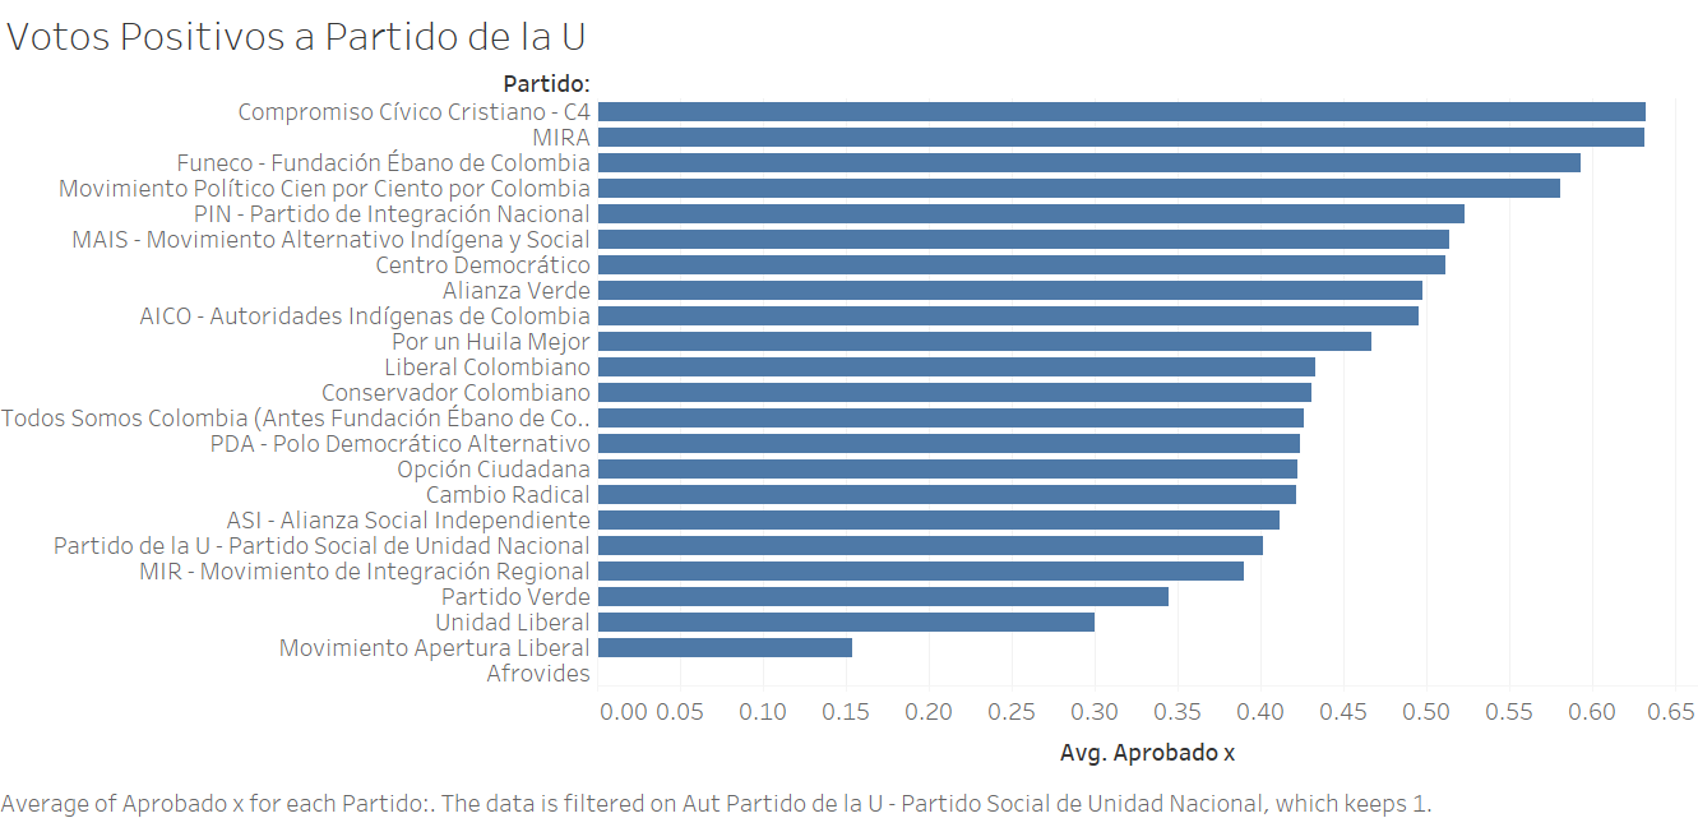 Votos Positivos a Partido de la U
Partido:
Compromiso Cívico Cristiano - C4
MIRA
Funeco - Fundación Ébano de Colombia
Movimiento Político Cien por Ciento por Colombia
PIN - Partido de Integración Nacional
MAIS - Movimiento Alternativo Indígena y Social
Centro Democrático
Alianza Verde
AICO - Autoridades Indígenas de Colombia
Por un Huila Mejor
Liberal Colombiano
Conservador Colombiano
Todos Somos Colombia (Antes Fundación Ébano de Co..
PDA - Polo Democrático Alternativo
Opción Ciudadana
Cambio Radical
ASI - Alianza Social Independiente
Partido de la U - Partido Social de Unidad Nacional
MIR - Movimiento de Integración Regional
Partido Verde
Unidad Liberal
Movimiento Apertura Liberal
Afrovides
0.00 0.05 0.10 0.15 0.20 0.25 0.30 0.35 0.40 0.45 0.50 0.55 0.60 0.65
Avg. Aprobado x
Average of Aprobado x for each Partido:. The data is filtered on Aut Partido de la U - Partido Social de Unidad Nacional, which keeps 1.